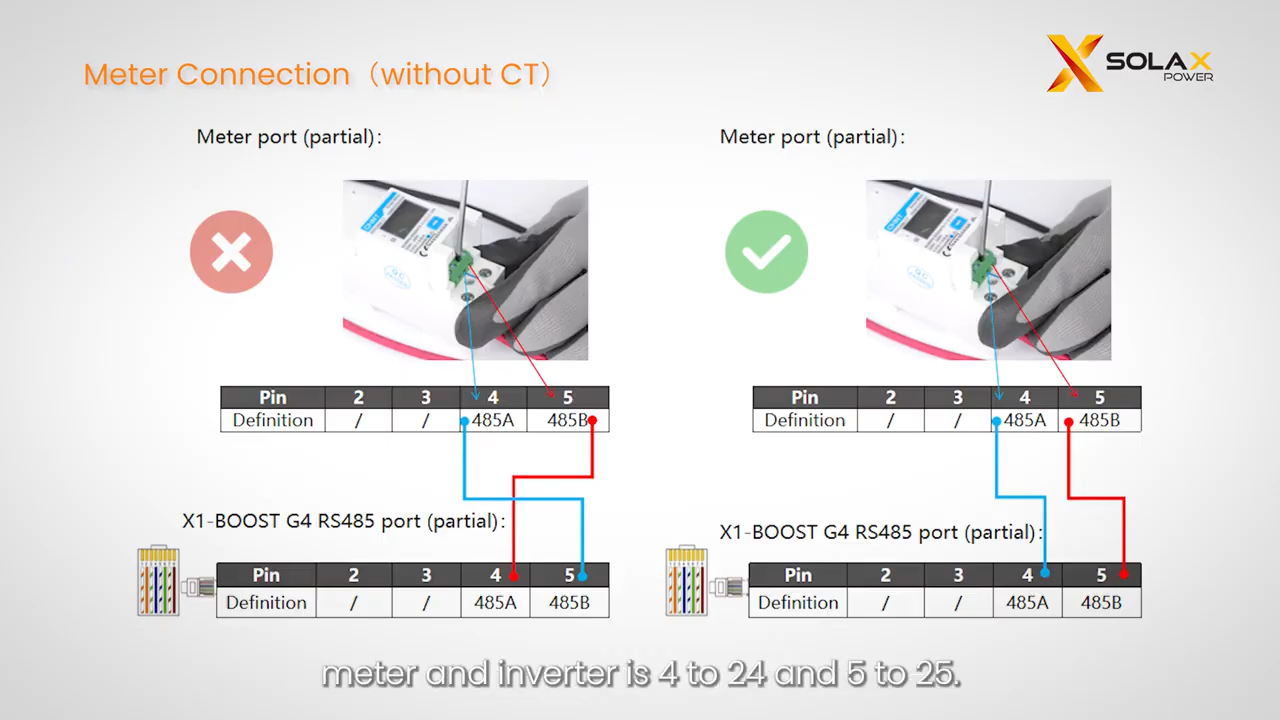 Meter Connection（without CT）
SOLAX
POWER
Meter port (partial):
Pin 2 3 4 5
Definition / / 485A 485B
X1-BOOST G4 RS485 port (partial):
Pin 2 3 4 5
Definition / / 485A 485B
Meter port (partial):
Pin 2 3 4 5
Definition / / 485A 485B
X1-BOOST G4 RS485 port (partial):
Pin 2 3 4 5
Definition / / 485A 485B
meter and inverter is 4 to 24 and 5 to 25.